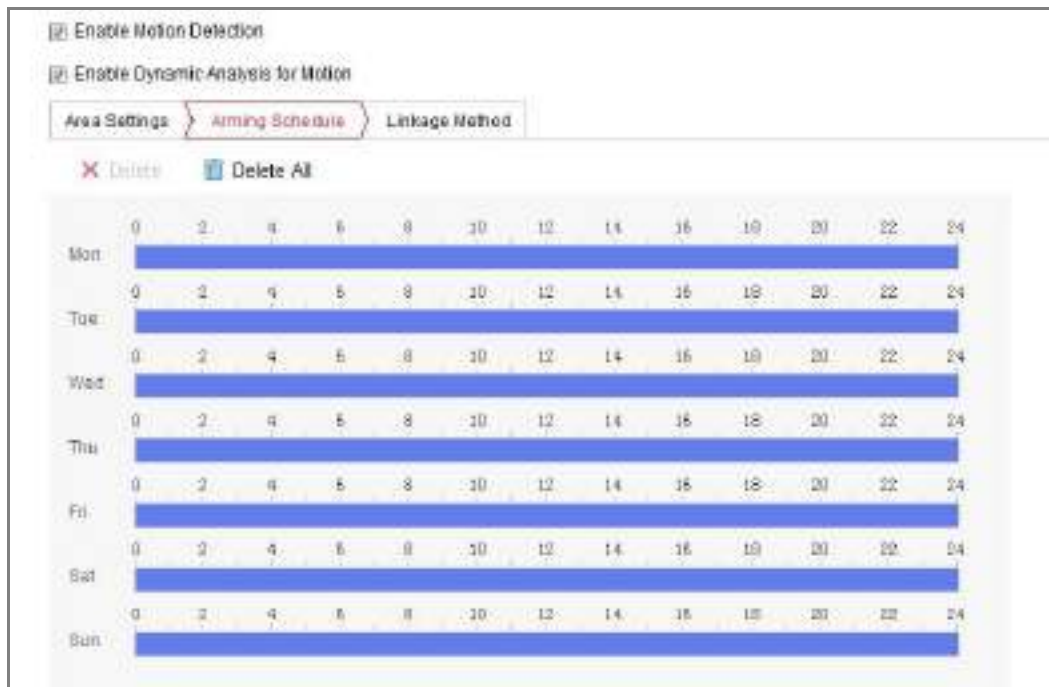 Enable Motion Detection
Enable Dynamic Analysis for Motion
Area Settings Arming Schedule Linkage Method
Delete Delete All
0 2 4 6 8 10 12 14 16 18 20 22 24
Mon
0 2 4 6 8 10 12 14 16 18 20 22 24
Tue
0 2 4 6 8 10 12 14 16 18 20 22 24
Wed
0 2 4 6 8 10 12 14 16 18 20 22 24
Thu
0 2 4 6 8 10 12 14 16 18 20 22 24
Fri
0 2 4 6 8 10 12 14 16 18 20 22 24
Sat
0 2 4 6 8 10 12 14 16 18 20 22 24
Sun